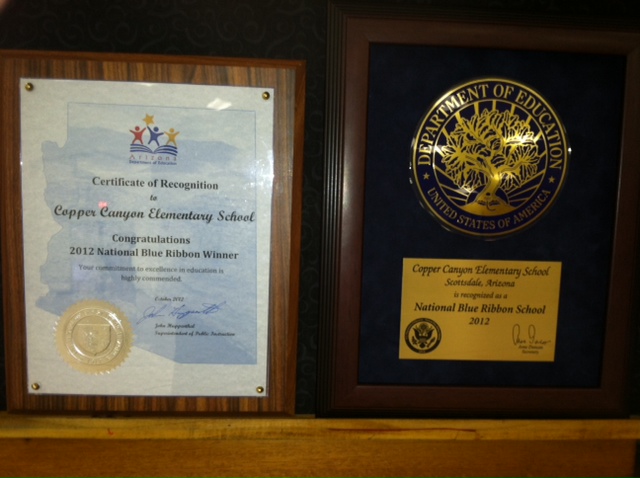 Arizona
Department of Education
Certificate of Recognition
to
Copper Canyon Elementary School
Congratulations
2012 National Blue Ribbon Winner
Your commitment to excellence in education is
highly commended.
October 2012
John Huppenthal
Superintendent of Public Instruction
DEPARTMENT OF EDUCATION
UNITED STATES OF AMERICA
Copper Canyon Elementary School
Scottsdale, Arizona
is recognized as a
National Blue Ribbon School
2012
Arne Duncan
Secretary